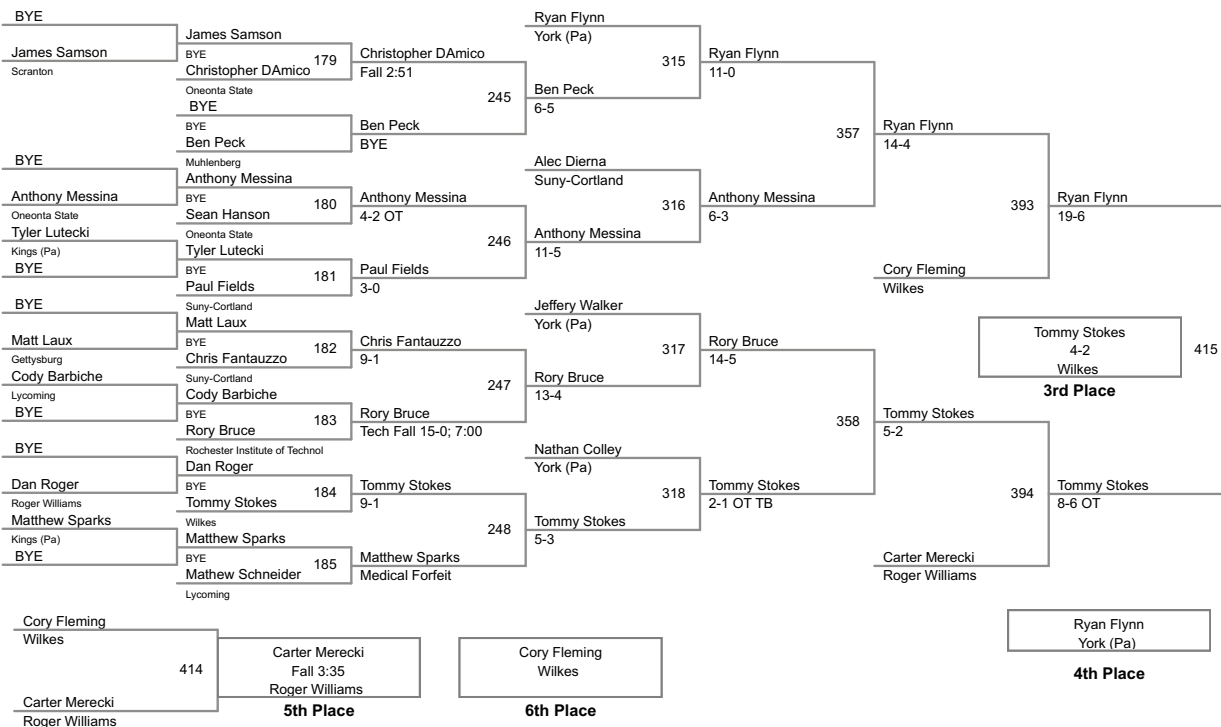 BYE
James Samson
Scranton
BYE
Anthony Messina
Oneonta State
Tyler Lutecki
Kings (Pa)
BYE
BYE
Matt Laux
Gettysburg
Cody Barbiche
Lycoming
BYE
BYE
Dan Roger
Roger Williams
Matthew Sparks
Kings (Pa)
BYE
James Samson
BYE
179
Christopher DAmico
Oneonta State
BYE
BYE
Ben Peck
Muhlenberg
Anthony Messina
BYE
180
Sean Hanson
Oneonta State
Tyler Lutecki
BYE
181
Paul Fields
Suny-Cortland
Matt Laux
BYE
182
Chris Fantauzzo
Suny-Cortland
Cody Barbiche
BYE
183
Rory Bruce
Rochester Institute of Technol
Dan Roger
BYE
184
Tommy Stokes
Wilkes
Matthew Sparks
BYE
185
Mathew Schneider
Lycoming
Christopher DAmico
Fall 2:51
245
Ben Peck
BYE
Anthony Messina
4-2 OT
246
Paul Fields
3-0
Chris Fantauzzo
9-1
247
Rory Bruce
Tech Fall 15-0; 7:00
Tommy Stokes
9-1
248
Matthew Sparks
Medical Forfeit
Ryan Flynn
York (Pa)
315
Ben Peck
6-5
Alec Dierna
Suny-Cortland
316
Anthony Messina
11-5
Jeffery Walker
York (Pa)
317
Rory Bruce
13-4
Nathan Colley
York (Pa)
318
Tommy Stokes
5-3
Ryan Flynn
11-0
357
Anthony Messina
6-3
Rory Bruce
14-5
358
Tommy Stokes
2-1 OT TB
Ryan Flynn
14-4
393
Cory Fleming
Wilkes
Tommy Stokes
5-2
394
Carter Merecki
Roger Williams
Ryan Flynn
19-6
Tommy Stokes
4-2
Wilkes
415
3rd Place
Tommy Stokes
8-6 OT
Ryan Flynn
York (Pa)
4th Place
Cory Fleming
Wilkes
414
Carter Merecki
Roger Williams
Carter Merecki
Fall 3:35
Roger Williams
5th Place
Cory Fleming
Wilkes
6th Place